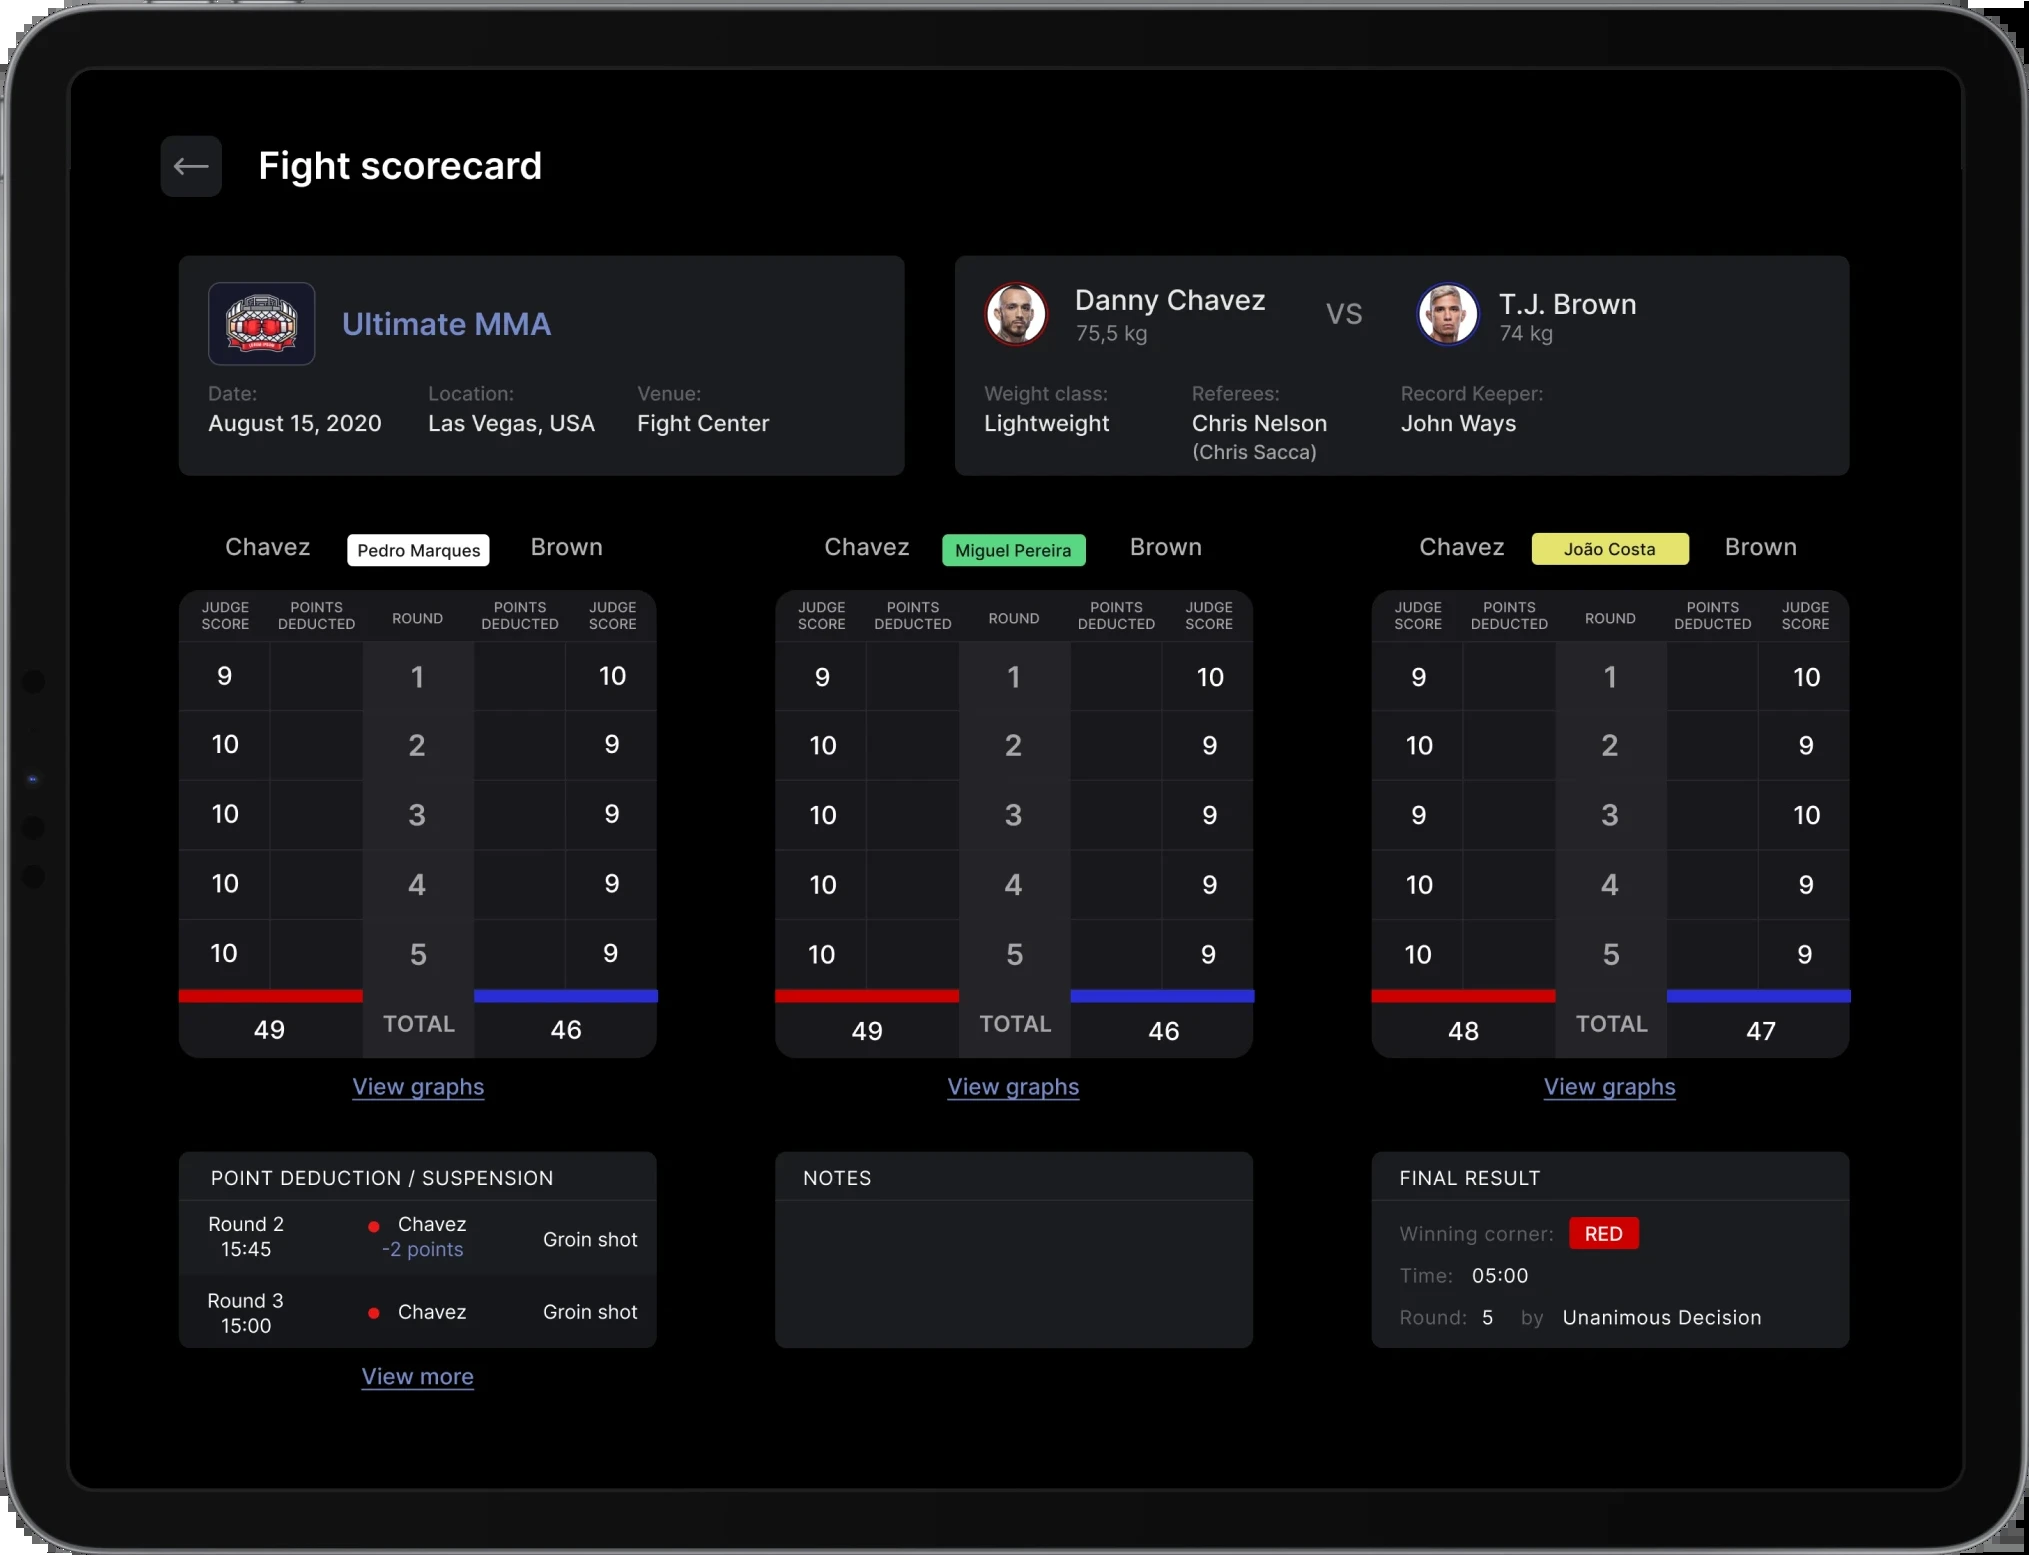 Fight scorecard
Ultimate MMA
Date:
August 15, 2020
Location:
Las Vegas, USA
Venue:
Fight Center
Danny Chavez
75,5 kg
VS
T.J. Brown
74 kg
Weight class:
Lightweight
Referees:
Chris Nelson
(Chris Sacca)
Record Keeper:
John Ways
Chavez Pedro Marques Brown
JUDGE SCORE POINTS DEDUCTED ROUND POINTS DEDUCTED JUDGE SCORE
9 1 10
10 2 9
10 3 9
10 4 9
10 5 9
49 TOTAL 46
View graphs
Chavez Miguel Pereira Brown
JUDGE SCORE POINTS DEDUCTED ROUND POINTS DEDUCTED JUDGE SCORE
9 1 10
10 2 9
10 3 9
10 4 9
10 5 9
49 TOTAL 46
View graphs
Chavez João Costa Brown
JUDGE SCORE POINTS DEDUCTED ROUND POINTS DEDUCTED JUDGE SCORE
9 1 10
10 2 9
9 3 10
10 4 9
10 5 9
48 TOTAL 47
View graphs
POINT DEDUCTION / SUSPENSION
Round 2
15:45
Chavez
-2 points
Groin shot
Round 3
15:00
Chavez
Groin shot
View more
NOTES
FINAL RESULT
Winning corner: RED
Time: 05:00
Round: 5 by Unanimous Decision